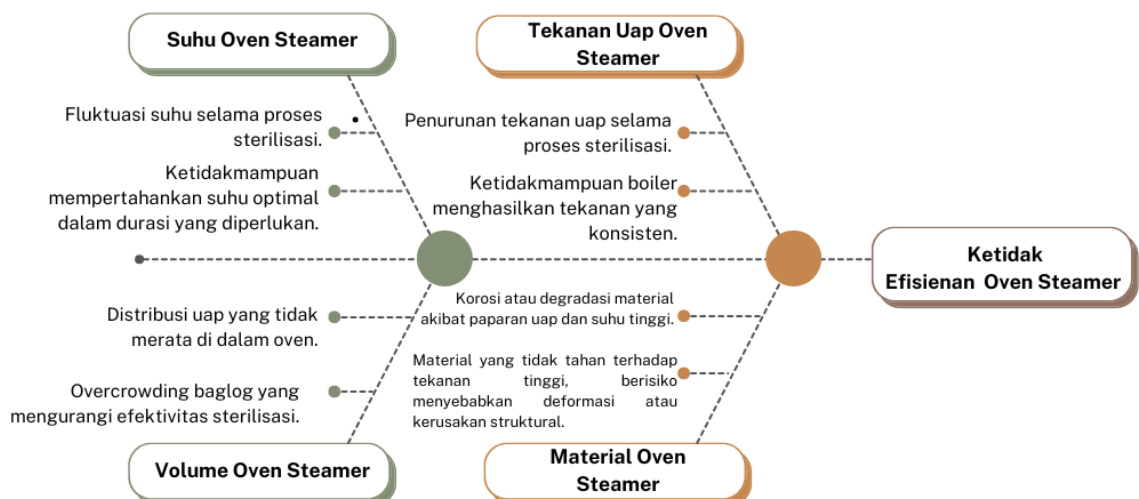 Suhu Oven Steamer
Tekanan Uap Oven
Steamer
Fluktuasi suhu selama proses
sterilisasi.
Ketidakmampuan
mempertahankan suhu optimal
dalam durasi yang diperlukan.
Penurunan tekanan uap selama
proses sterilisasi.
Ketidakmampuan boiler
menghasilkan tekanan yang
konsisten.
Ketidak
Efisienan Oven Steamer
Distribusi uap yang tidak
merata di dalam oven.
Overcrowding baglog yang
mengurangi efektivitas sterilisasi.
Korosi atau degradasi material
akibat paparan uap dan suhu tinggi.
Material yang tidak tahan terhadap
tekanan tinggi, berisiko
menyebabkan deformasi atau
kerusakan struktural.
Volume Oven Steamer
Material Oven
Steamer